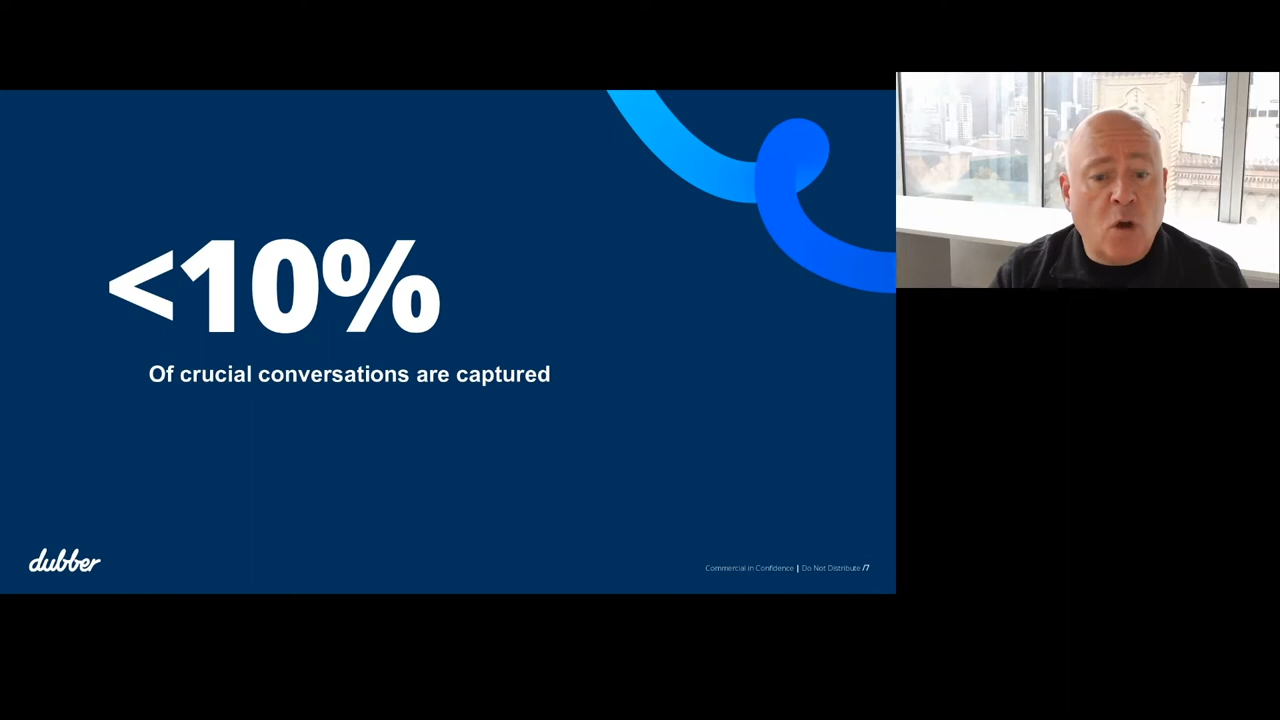 <10%
Of crucial conversations are captured
dubber
Commercial in Confidence | Do Not Distribute /7